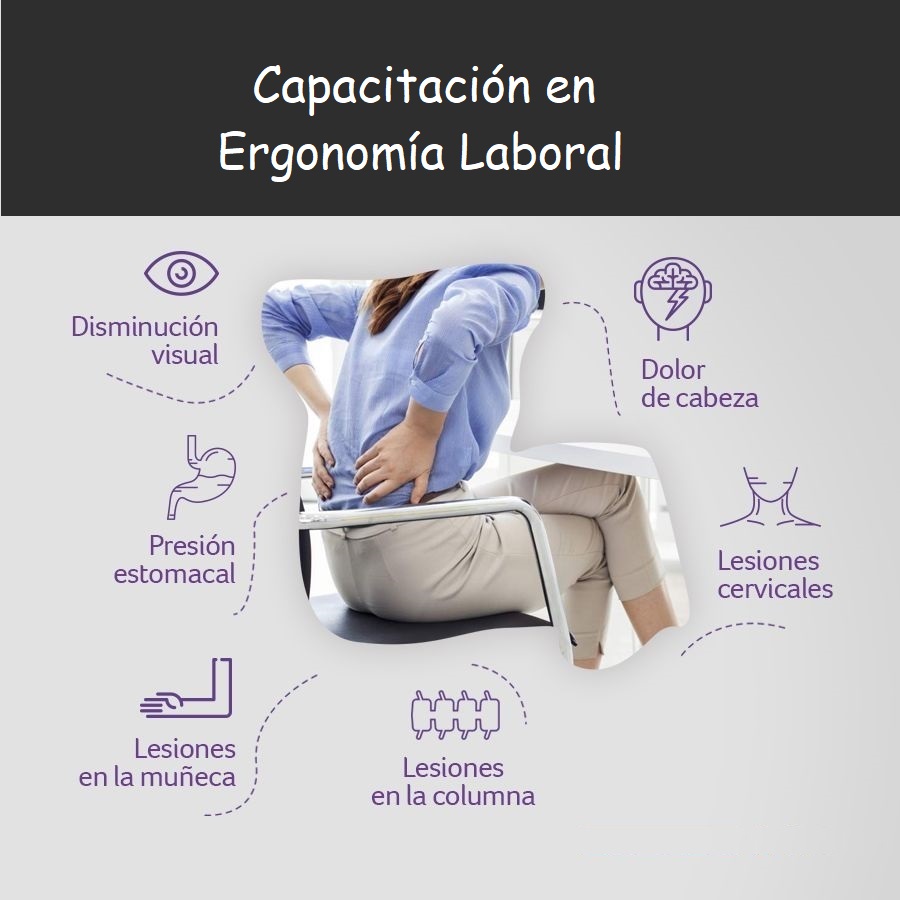 Capacitación en
Ergonomía Laboral
Disminución
visual
Dolor
de cabeza
Presión
estomacal
Lesiones
cervicales
Lesiones
en la muñeca
Lesiones
en la columna